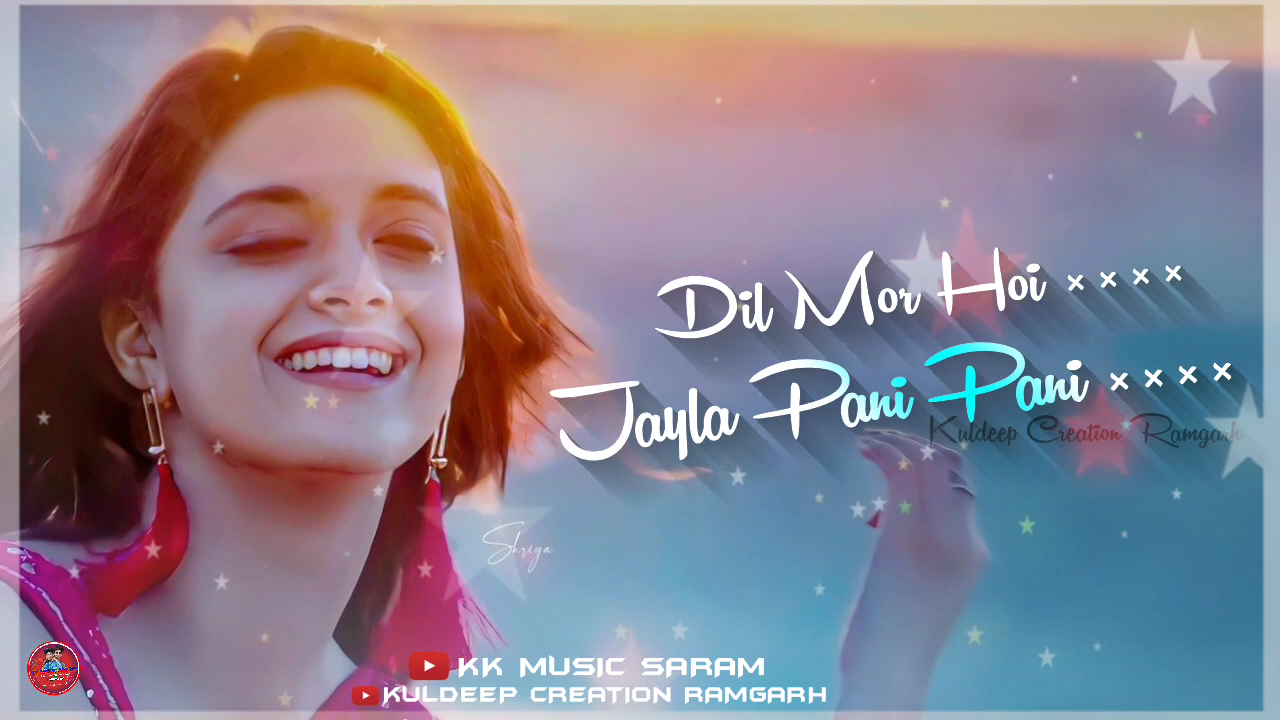 Dil Mor Hoi × × × ×
Jayla Pani Pani × × × ×
Kuldeep Creation Ramgarh
Shriya
KK MUSIC SARAM
KULDEEP CREATION RAMGARH